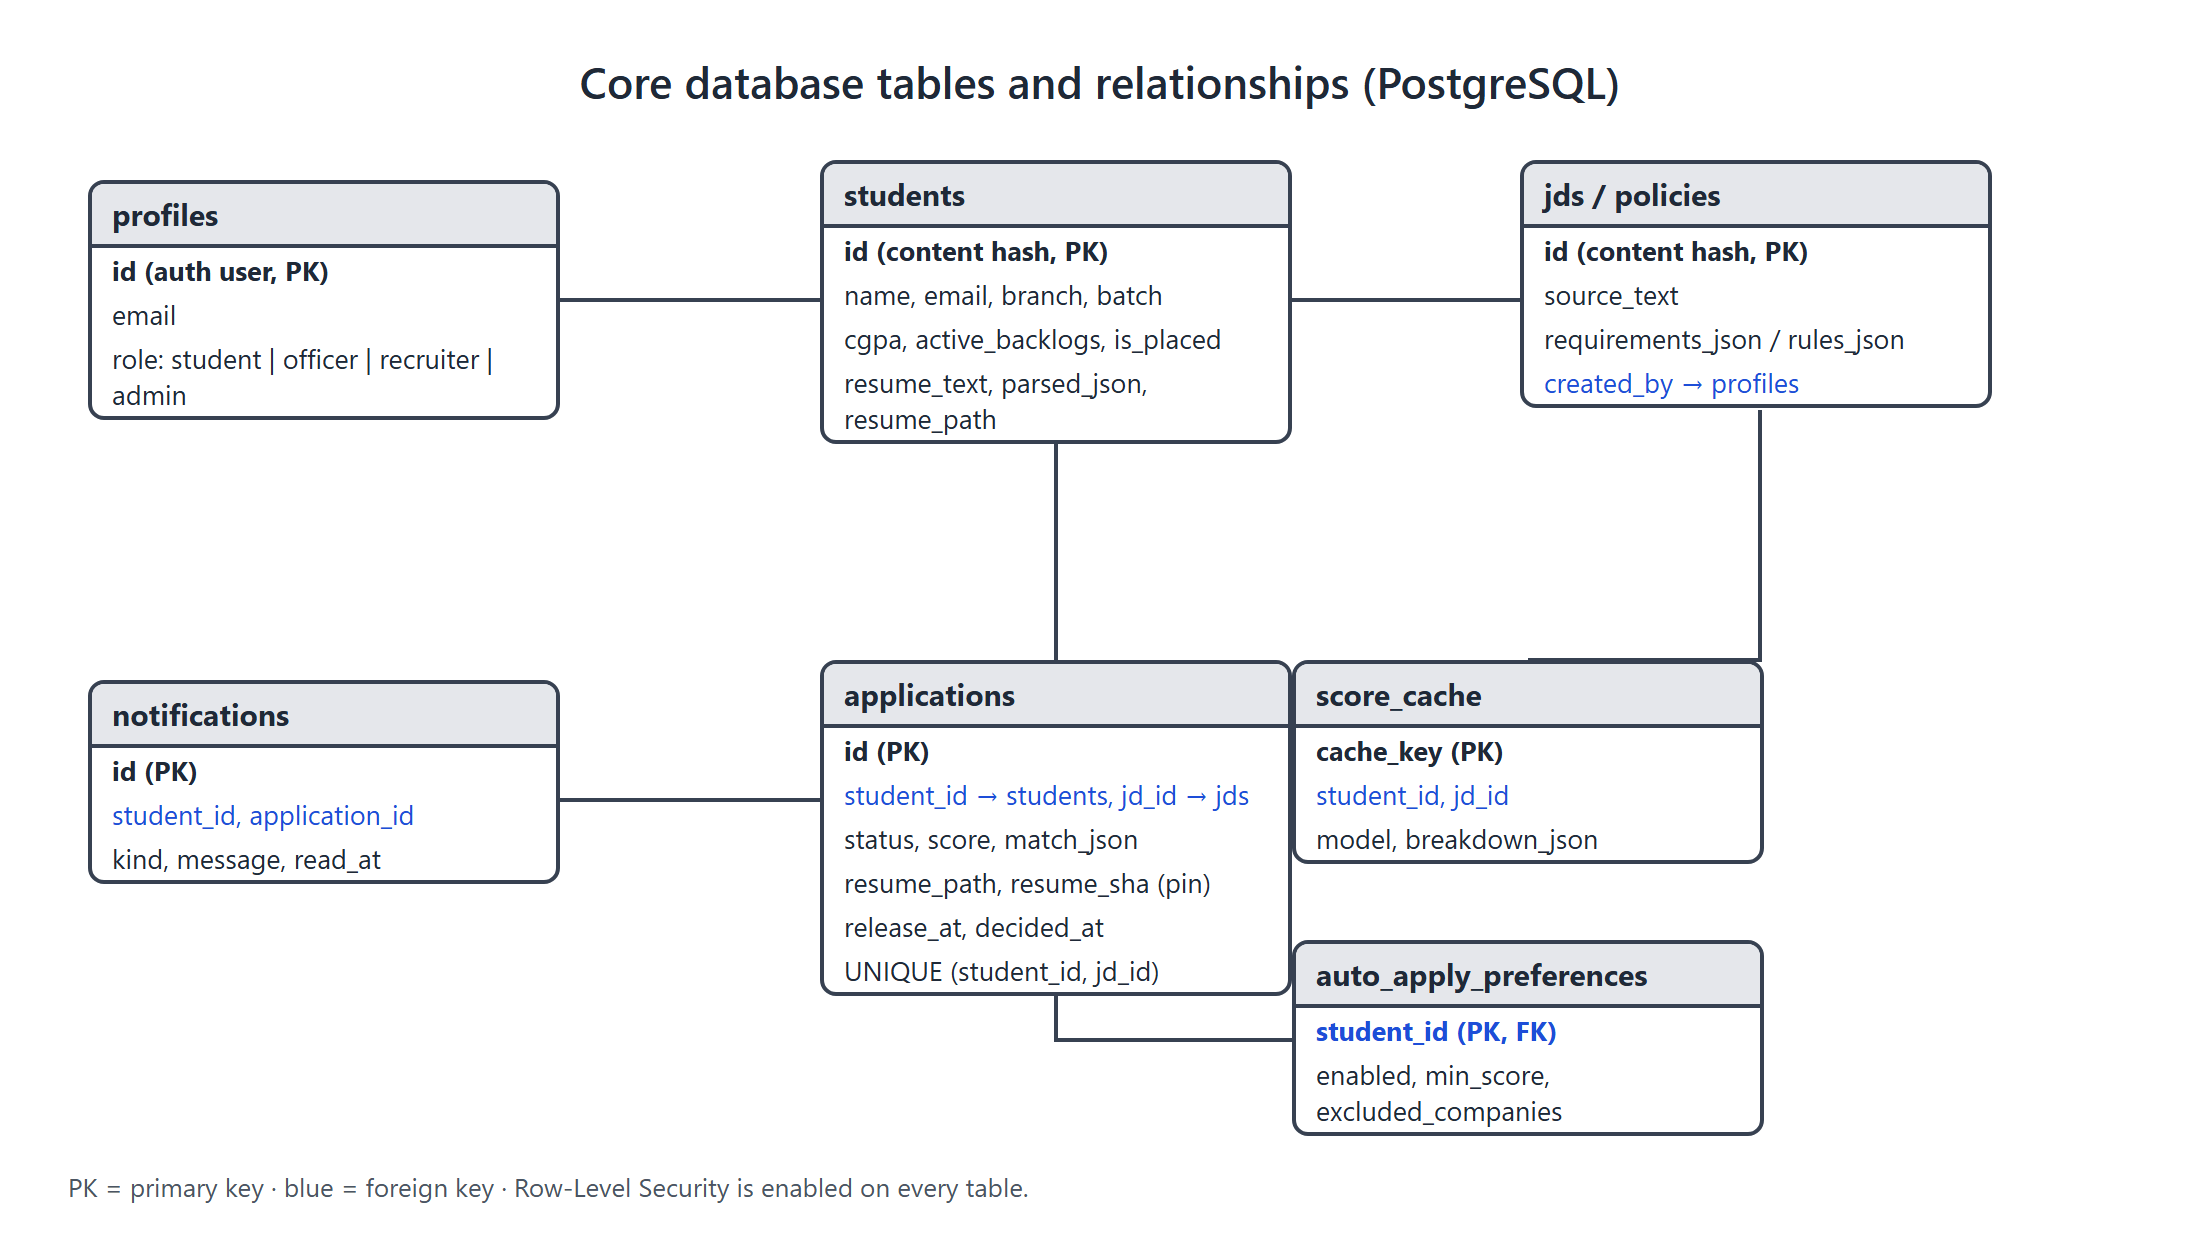 Core database tables and relationships (PostgreSQL)
profiles
id (auth user, PK)
email
role: student | officer | recruiter |
admin
students
id (content hash, PK)
name, email, branch, batch
cgpa, active_backlogs, is_placed
resume_text, parsed_json,
resume_path
jds / policies
id (content hash, PK)
source_text
requirements_json / rules_json
created_by → profiles
notifications
id (PK)
student_id, application_id
kind, message, read_at
applications
id (PK)
student_id → students, jd_id → jds
status, score, match_json
resume_path, resume_sha (pin)
release_at, decided_at
UNIQUE (student_id, jd_id)
score_cache
cache_key (PK)
student_id, jd_id
model, breakdown_json
auto_apply_preferences
student_id (PK, FK)
enabled, min_score,
excluded_companies
PK = primary key · blue = foreign key · Row-Level Security is enabled on every table.